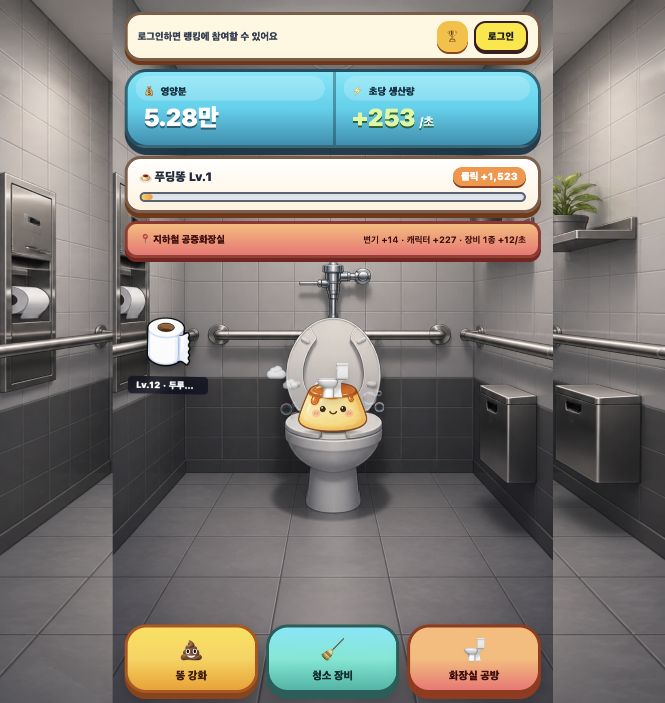 로그인하면 랭킹에 참여할 수 있어요
로그인
영양분
5.28만
초당 생산량
+253 /초
푸딩똥 Lv.1
클릭 +1,523
지하철 공중화장실
변기 +14 · 캐릭터 +227 · 장비 1종 +12/초
Lv.12 · 두루...
똥 강화
청소 장비
화장실 공방